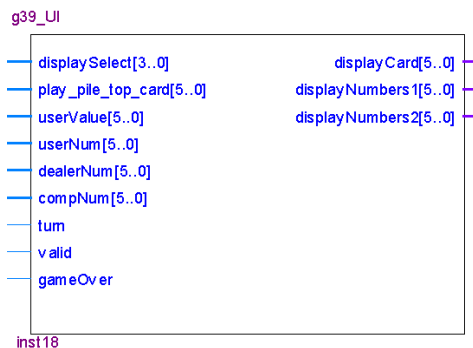 g39_UI
displaySelect[3..0] displayCard[5..0]
play_pile_top_card[5..0] displayNumbers1[5..0]
userValue[5..0] displayNumbers2[5..0]
userNum[5..0]
dealerNum[5..0]
compNum[5..0]
turn
valid
gameOver
inst18